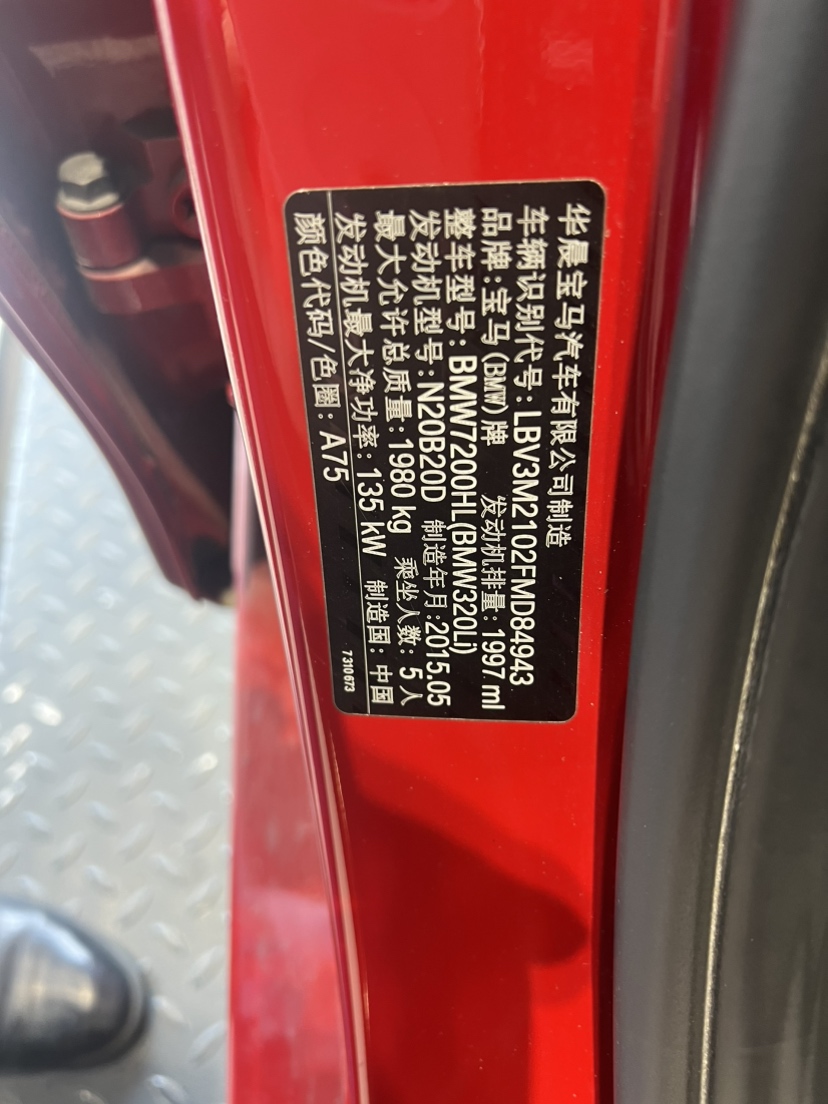 华晨宝马汽车有限公司制造
车辆识别代号: LBV3M2102FMD84943
品牌:宝马(BMW)牌 发动机排量: 1997 ml
整车型号: BMW7200HL(BMW320Li)
发动机型号: N20B20D 制造年月:2015.05
最大允许总质量: 1980 kg 乘坐人数: 5 人
发动机最大净功率: 135 kW 制造国: 中国
颜色代码/色圈: A75 7310673